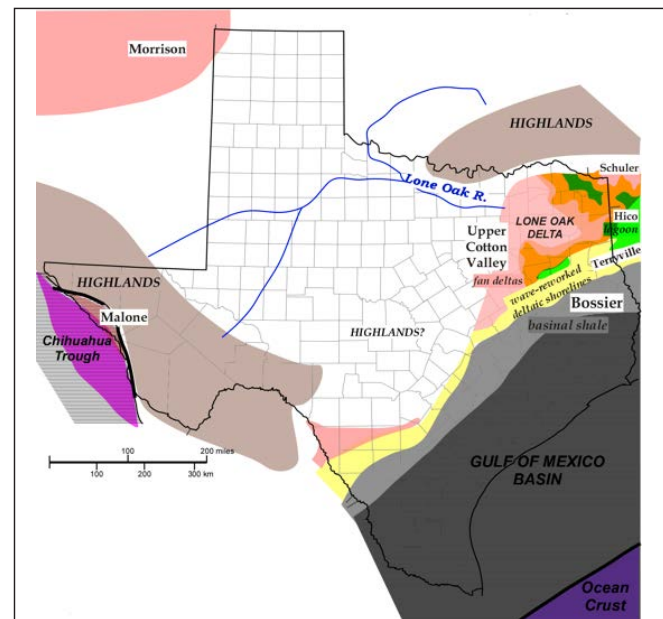 Morrison
HIGHLANDS
Lone Oak R.
Schuler
LONE OAK
DELTA
Hico
lagoon
Upper
Cotton
Valley
fan deltas
Terryville
wave-reworked
deltaic shorelines
HIGHLANDS
Malone
Chihuahua
Trough
HIGHLANDS?
Bossier
basinal shale
100
200 miles
100
200
300 km
GULF OF MEXICO
BASIN
Ocean
Crust